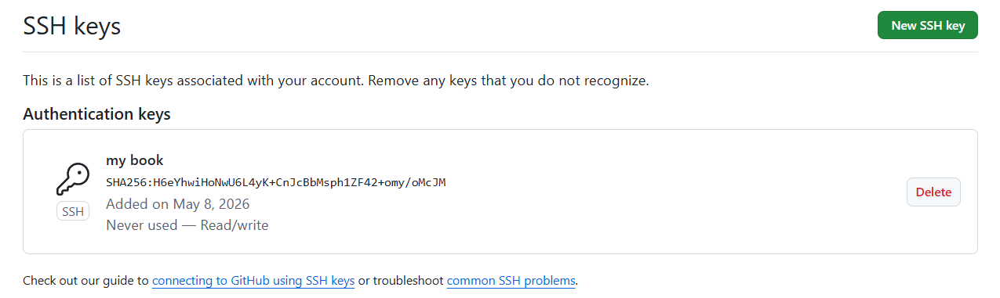 SSH keys
New SSH key
This is a list of SSH keys associated with your account. Remove any keys that you do not recognize.
Authentication keys
my book
SHA256:H6eYhwiHoNwU6L4yK+CnJcBbMsph1ZF42+omy/oMcJM
Added on May 8, 2026
Never used — Read/write
SSH
Delete
Check out our guide to connecting to GitHub using SSH keys or troubleshoot common SSH problems.